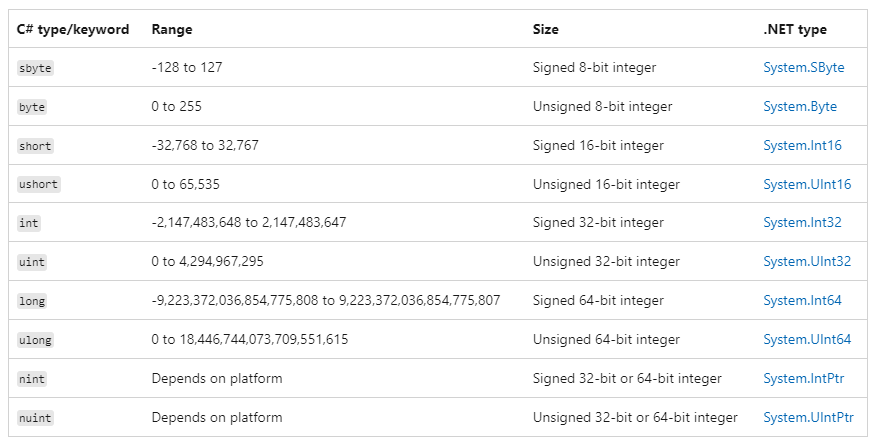 C# type/keyword Range Size .NET type
sbyte -128 to 127 Signed 8-bit integer System.SByte
byte 0 to 255 Unsigned 8-bit integer System.Byte
short -32,768 to 32,767 Signed 16-bit integer System.Int16
ushort 0 to 65,535 Unsigned 16-bit integer System.UInt16
int -2,147,483,648 to 2,147,483,647 Signed 32-bit integer System.Int32
uint 0 to 4,294,967,295 Unsigned 32-bit integer System.UInt32
long -9,223,372,036,854,775,808 to 9,223,372,036,854,775,807 Signed 64-bit integer System.Int64
ulong 0 to 18,446,744,073,709,551,615 Unsigned 64-bit integer System.UInt64
nint Depends on platform Signed 32-bit or 64-bit integer System.IntPtr
nuint Depends on platform Unsigned 32-bit or 64-bit integer System.UIntPtr